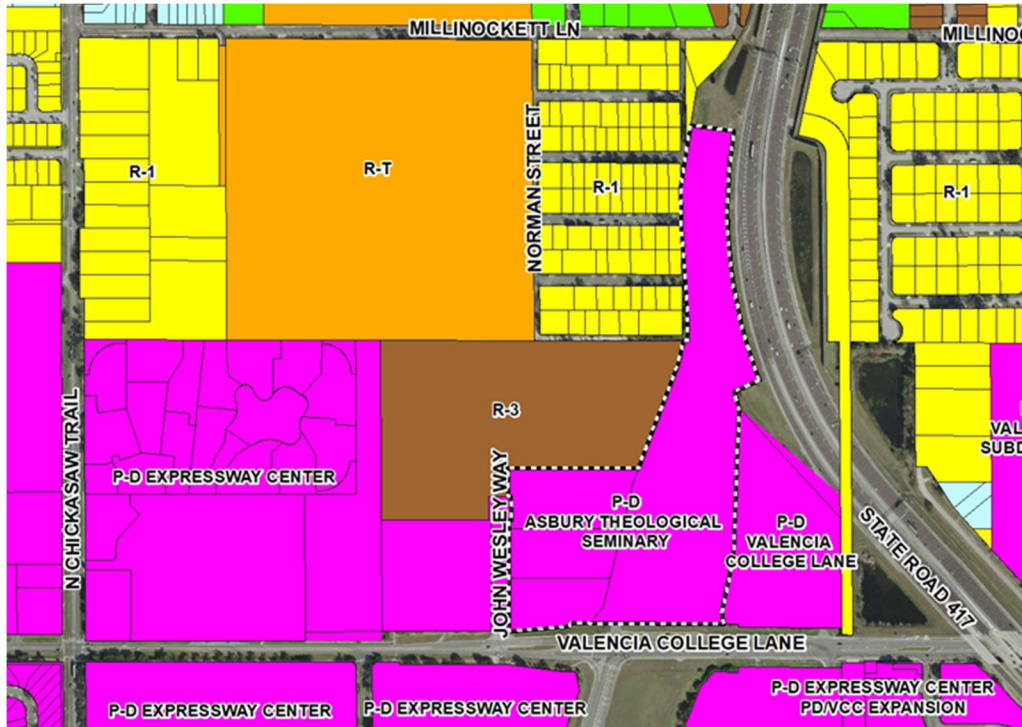 MILLINOCKETT LN
MILLINOC
R-1
R-T
NORMAN STREET
R-1
R-1
N CHICKASAW TRAIL
R-3
P-D EXPRESSWAY CENTER
JOHN WESLEY WAY
P-D
ASBURY THEOLOGICAL
SEMINARY
P-D
VALENCIA
COLLEGE LANE
VAL
SUBD
STATE ROAD 417
VALENCIA COLLEGE LANE
P-D EXPRESSWAY CENTER
P-D EXPRESSWAY CENTER
P-D EXPRESSWAY CENTER
PD/VCC EXPANSION